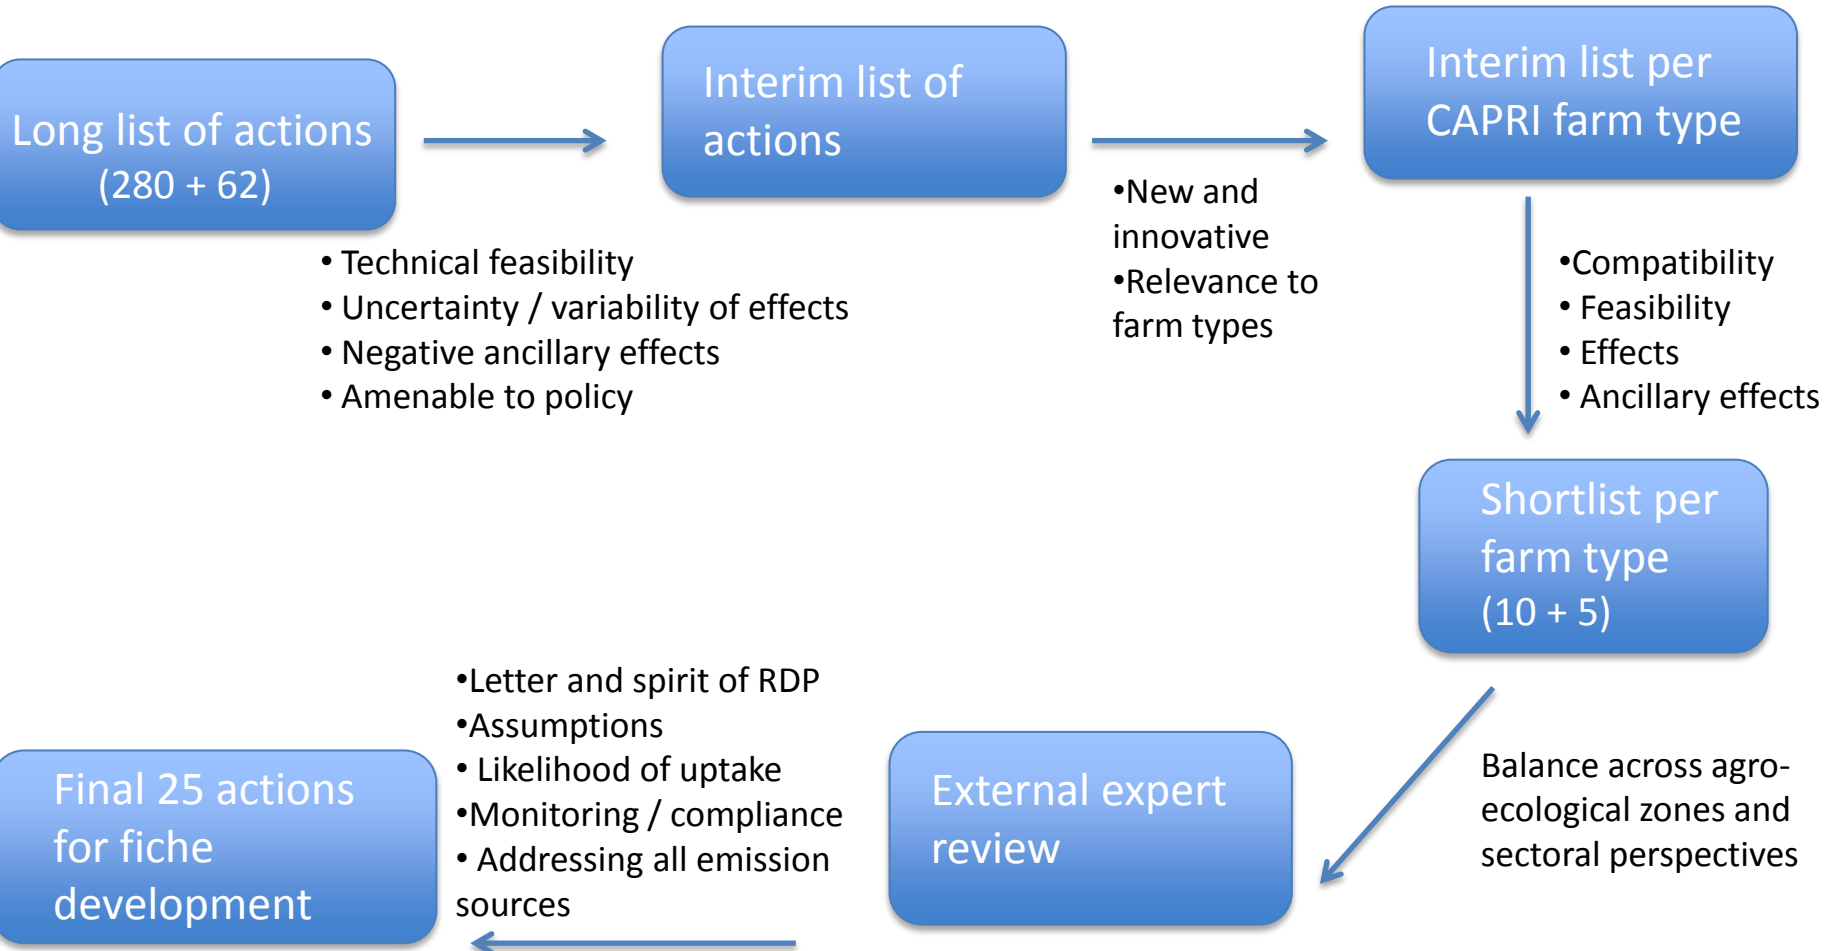 Long list of actions
(280 + 62)
• Technical feasibility
• Uncertainty / variability of effects
• Negative ancillary effects
• Amenable to policy
Interim list of
actions
•New and
innovative
•Relevance to
farm types
Interim list per
CAPRI farm type
•Compatibility
• Feasibility
• Effects
• Ancillary effects
Shortlist per
farm type
(10 + 5)
Balance across agro-
ecological zones and
sectoral perspectives
External expert
review
•Letter and spirit of RDP
•Assumptions
• Likelihood of uptake
•Monitoring / compliance
• Addressing all emission
sources
Final 25 actions
for fiche
development